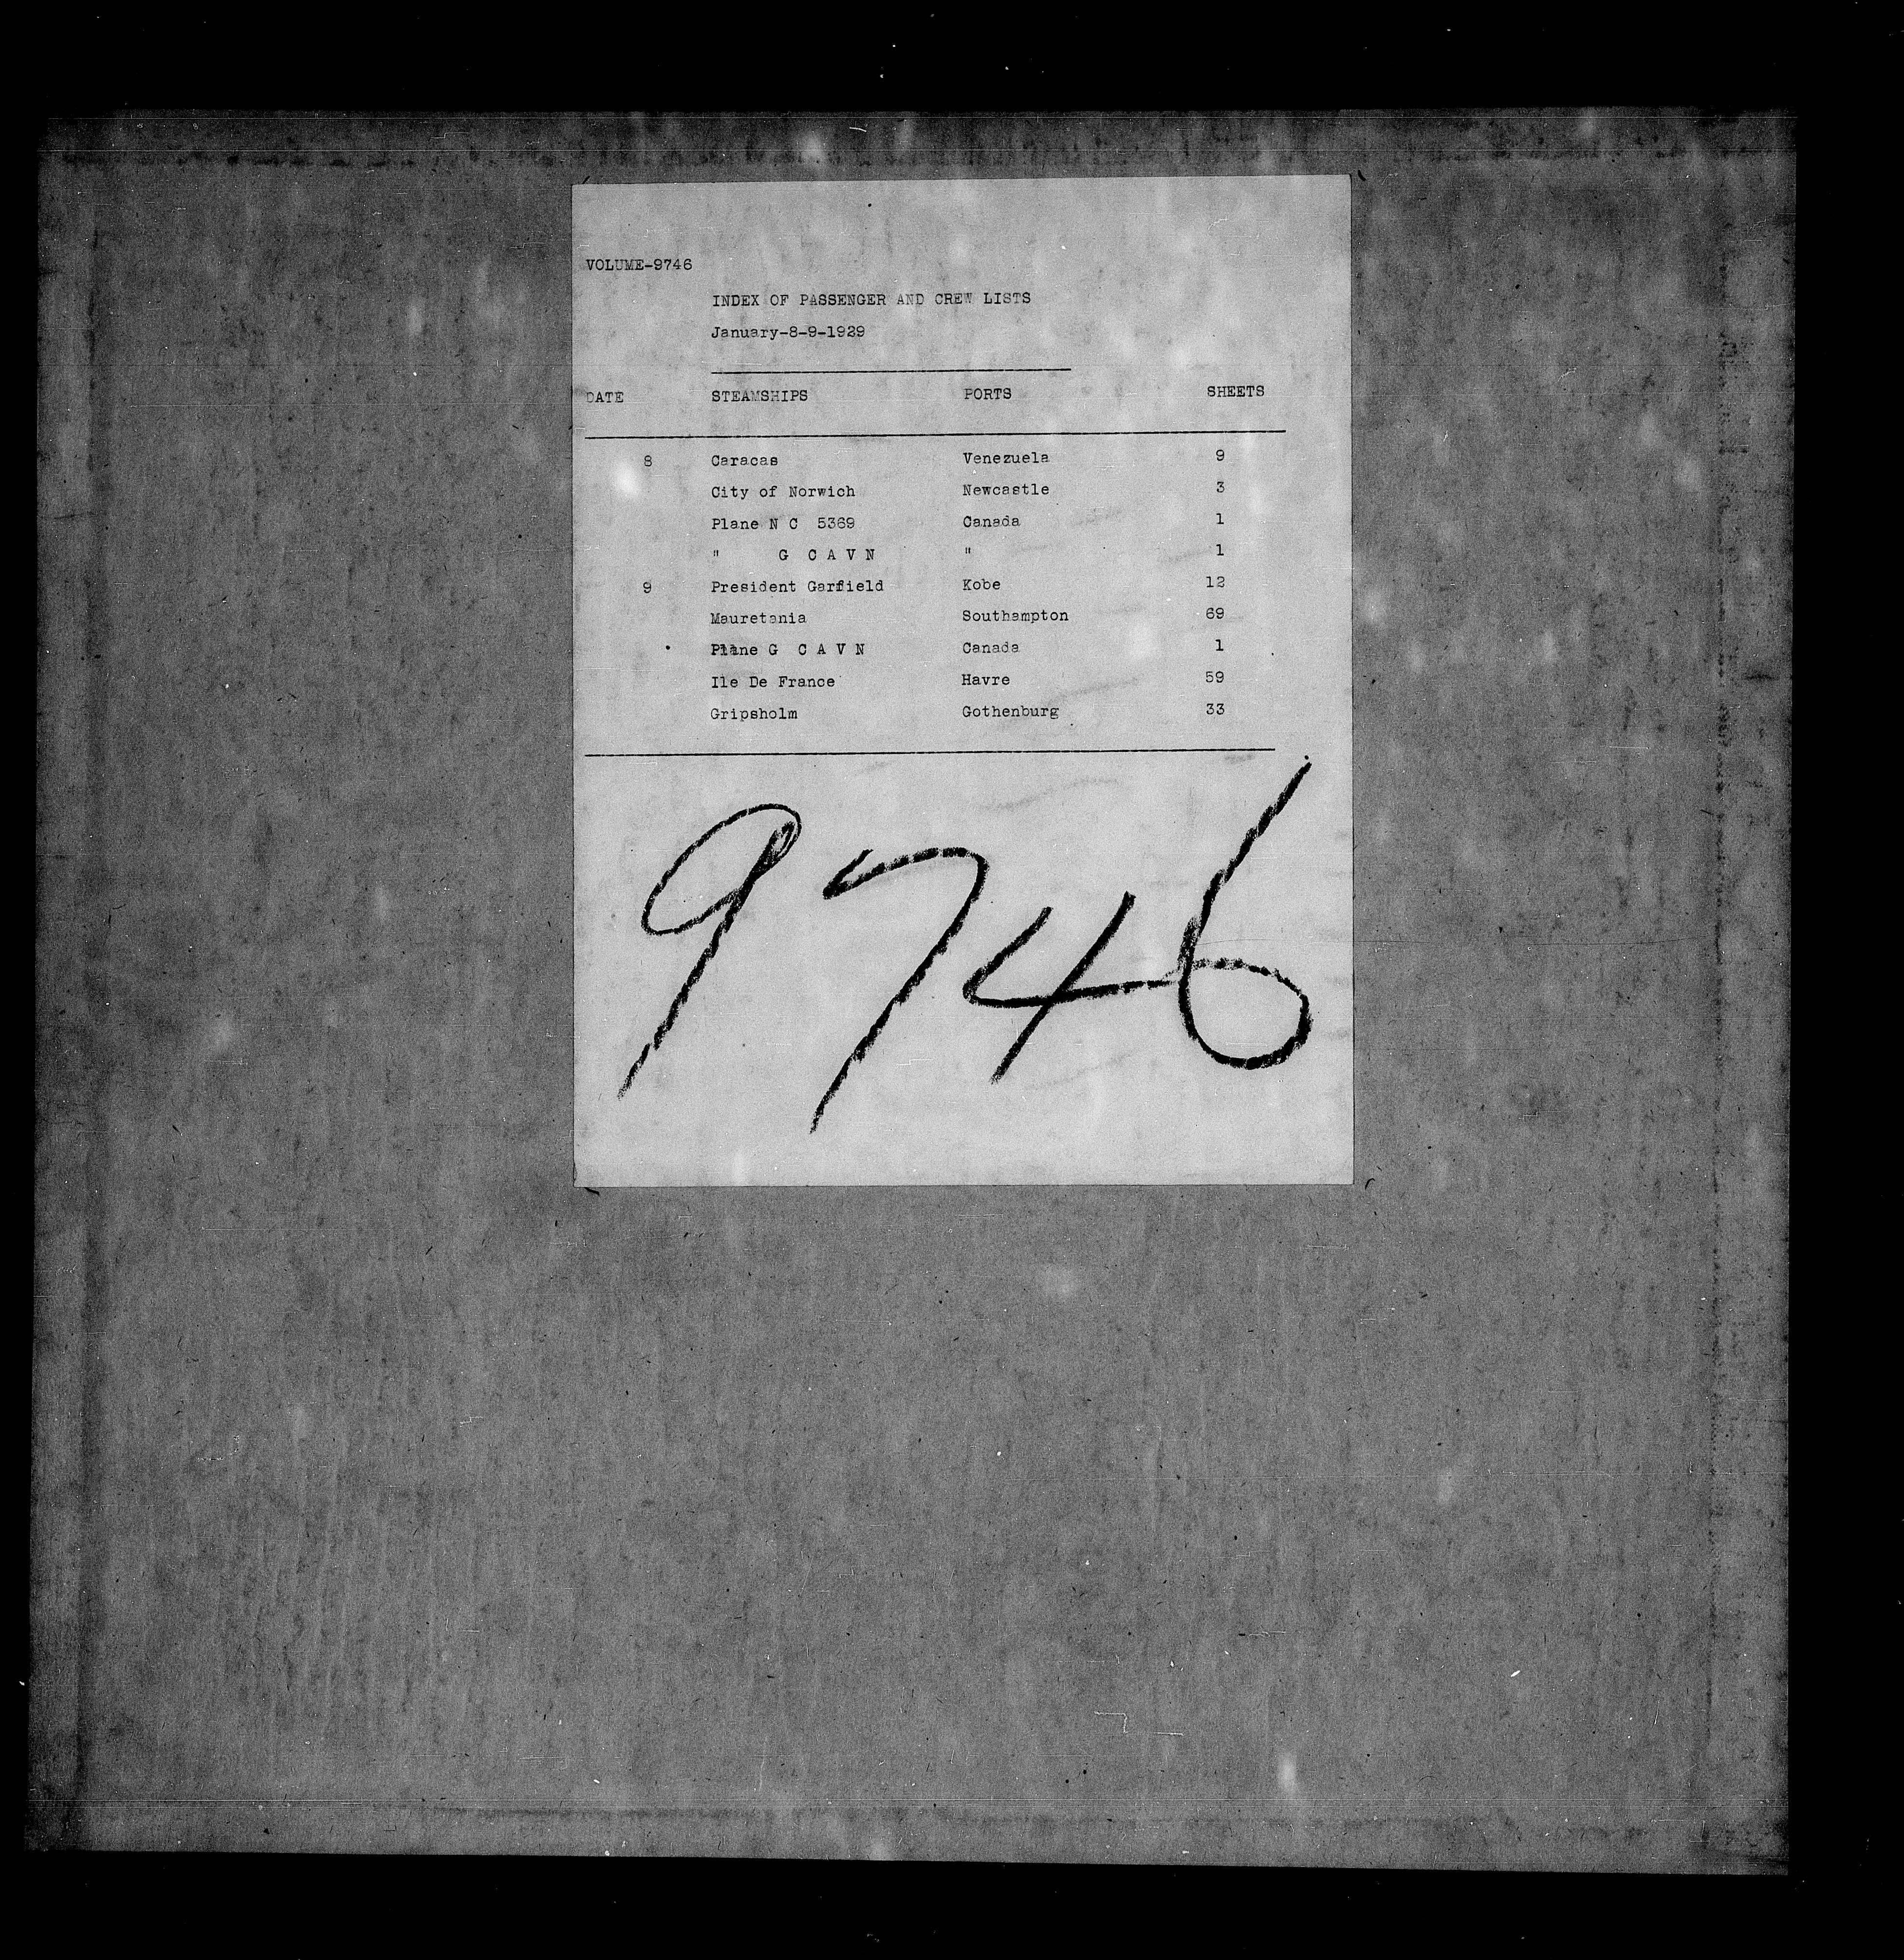 VOLUME-9746
INDEX OF PASSENGER AND CREW LISTS
January-8-9-1929
DATE STEAMSHIPS PORTS SHEETS
8 Caracas Venezuela 9
City of Norwich Newcastle 3
Plane N C 5369 Canada 1
" G C A V N " 1
9 President Garfield Kobe 12
Mauretania Southampton 69
Plane G C A V N Canada 1
Ile De France Havre 59
Gripsholm Gothenburg 33
9746